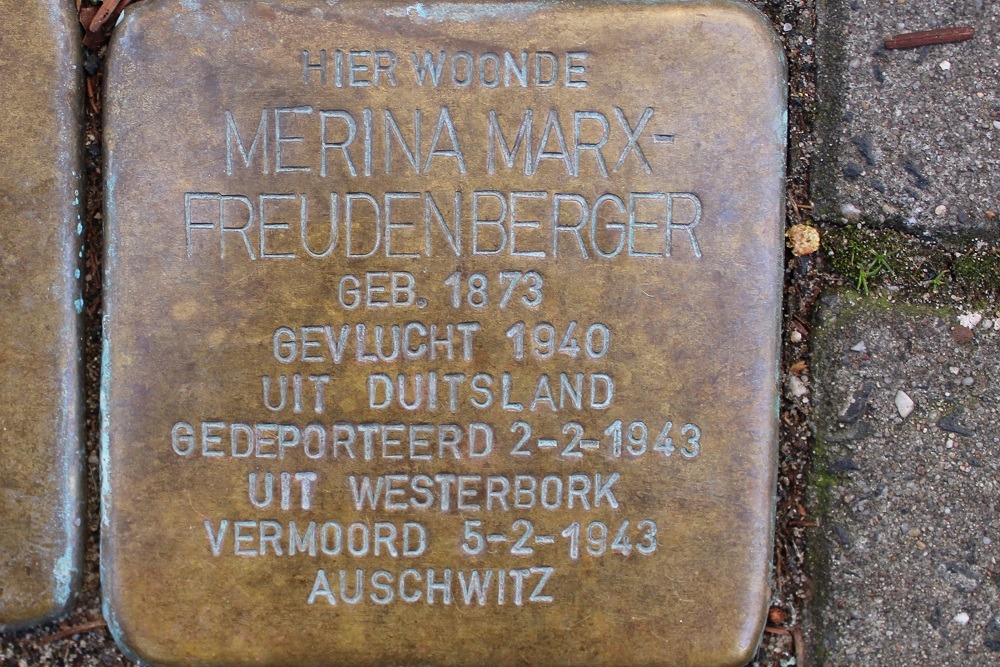 HIER WOONDE
MERINA MARX-
FREUDENBERGER
GEB. 1873
GEVLUCHT 1940
UIT DUITSLAND
GEDEPORTEERD 2-2-1943
UIT WESTERBORK
VERMOORD 5-2-1943
AUSCHWITZ